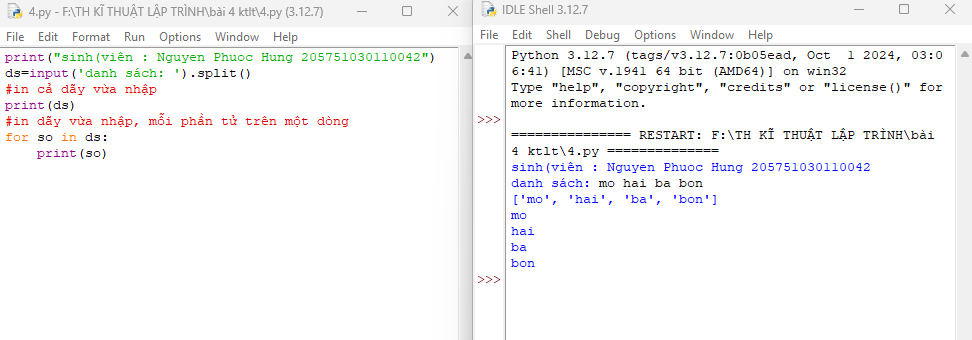 4.py - F:\TH KĨ THUẬT LẬP TRÌNH\bài 4 ktlt\4.py (3.12.7)
File Edit Format Run Options Window Help
print("sinh(viên : Nguyen Phuoc Hung 205751030110042")
ds=input('danh sách: ').split()
#in cả dãy vừa nhập
print(ds)
#in dãy vừa nhập, mỗi phần tử trên một dòng
for so in ds:
    print(so)
IDLE Shell 3.12.7
File Edit Shell Debug Options Window Help
Python 3.12.7 (tags/v3.12.7:0b05ead, Oct  1 2024, 03:0
6:41) [MSC v.1941 64 bit (AMD64)] on win32
Type "help", "copyright", "credits" or "license()" for
more information.
>>>
=============== RESTART: F:\TH KĨ THUẬT LẬP TRÌNH\bài
4 ktlt\4.py ==============
sinh(viên : Nguyen Phuoc Hung 205751030110042
danh sách: mo hai ba bon
['mo', 'hai', 'ba', 'bon']
mo
hai
ba
bon
>>>